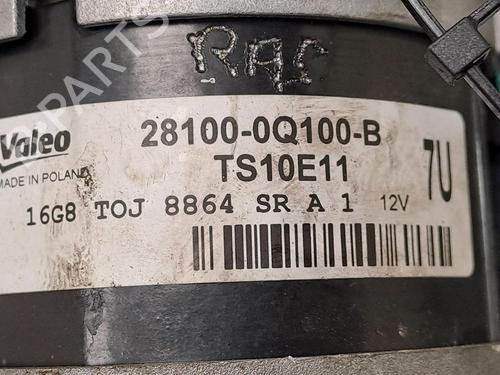 RAC
Valeo
28100-0Q100-B
MADE IN POLAND
TS10E11
7U
16G8 TOJ 8864 SR A 1 12V